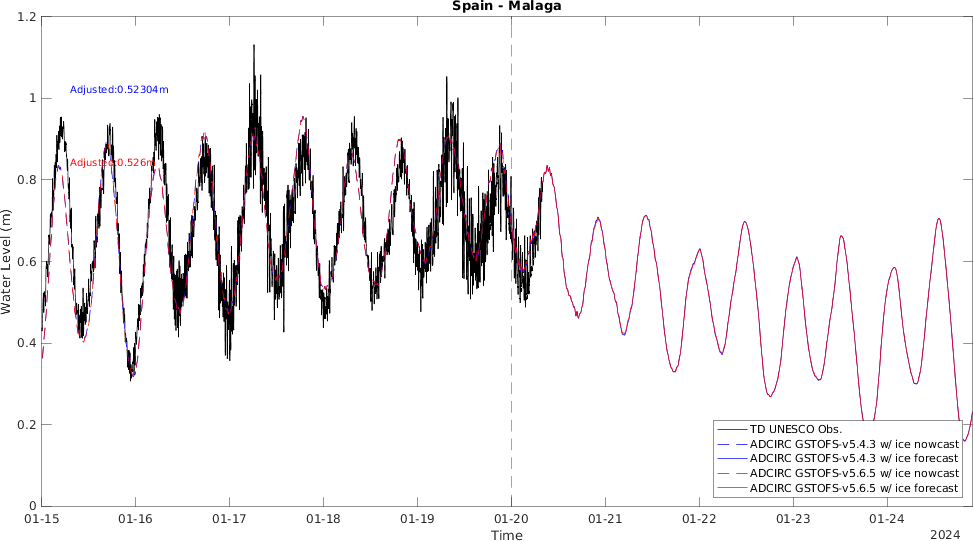 Spain - Malaga
1.2
1
0.8
0.6
0.4
0.2
0
Water Level (m)
Adjusted:0.52304m
Adjusted:0.526m
TD UNESCO Obs.
ADCIRC GSTOFS-v5.4.3 w/ ice nowcast
ADCIRC GSTOFS-v5.4.3 w/ ice forecast
ADCIRC GSTOFS-v5.6.5 w/ ice nowcast
ADCIRC GSTOFS-v5.6.5 w/ ice forecast
01-15 01-16 01-17 01-18 01-19 01-20 01-21 01-22 01-23 01-24
Time
2024